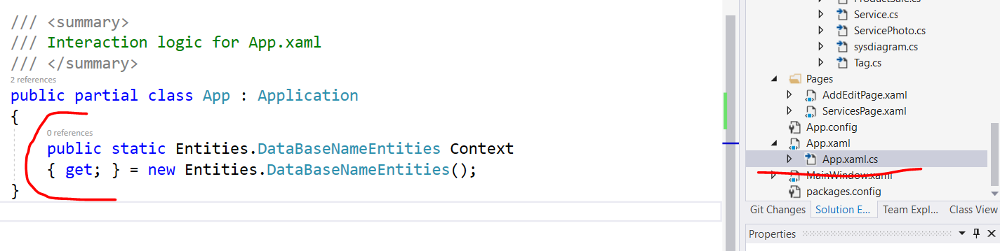 /// <summary>
/// Interaction logic for App.xaml
/// </summary>
2 references
public partial class App : Application
{
0 references
public static Entities.DataBaseNameEntities Context
{ get; } = new Entities.DataBaseNameEntities();
}
ProductSale.cs
Service.cs
ServicePhoto.cs
sysdiagram.cs
Tag.cs
Pages
AddEditPage.xaml
ServicesPage.xaml
App.config
App.xaml
App.xaml.cs
MainWindow.xaml
packages.config
Git Changes Solution E... Team Expl... Class View
Properties